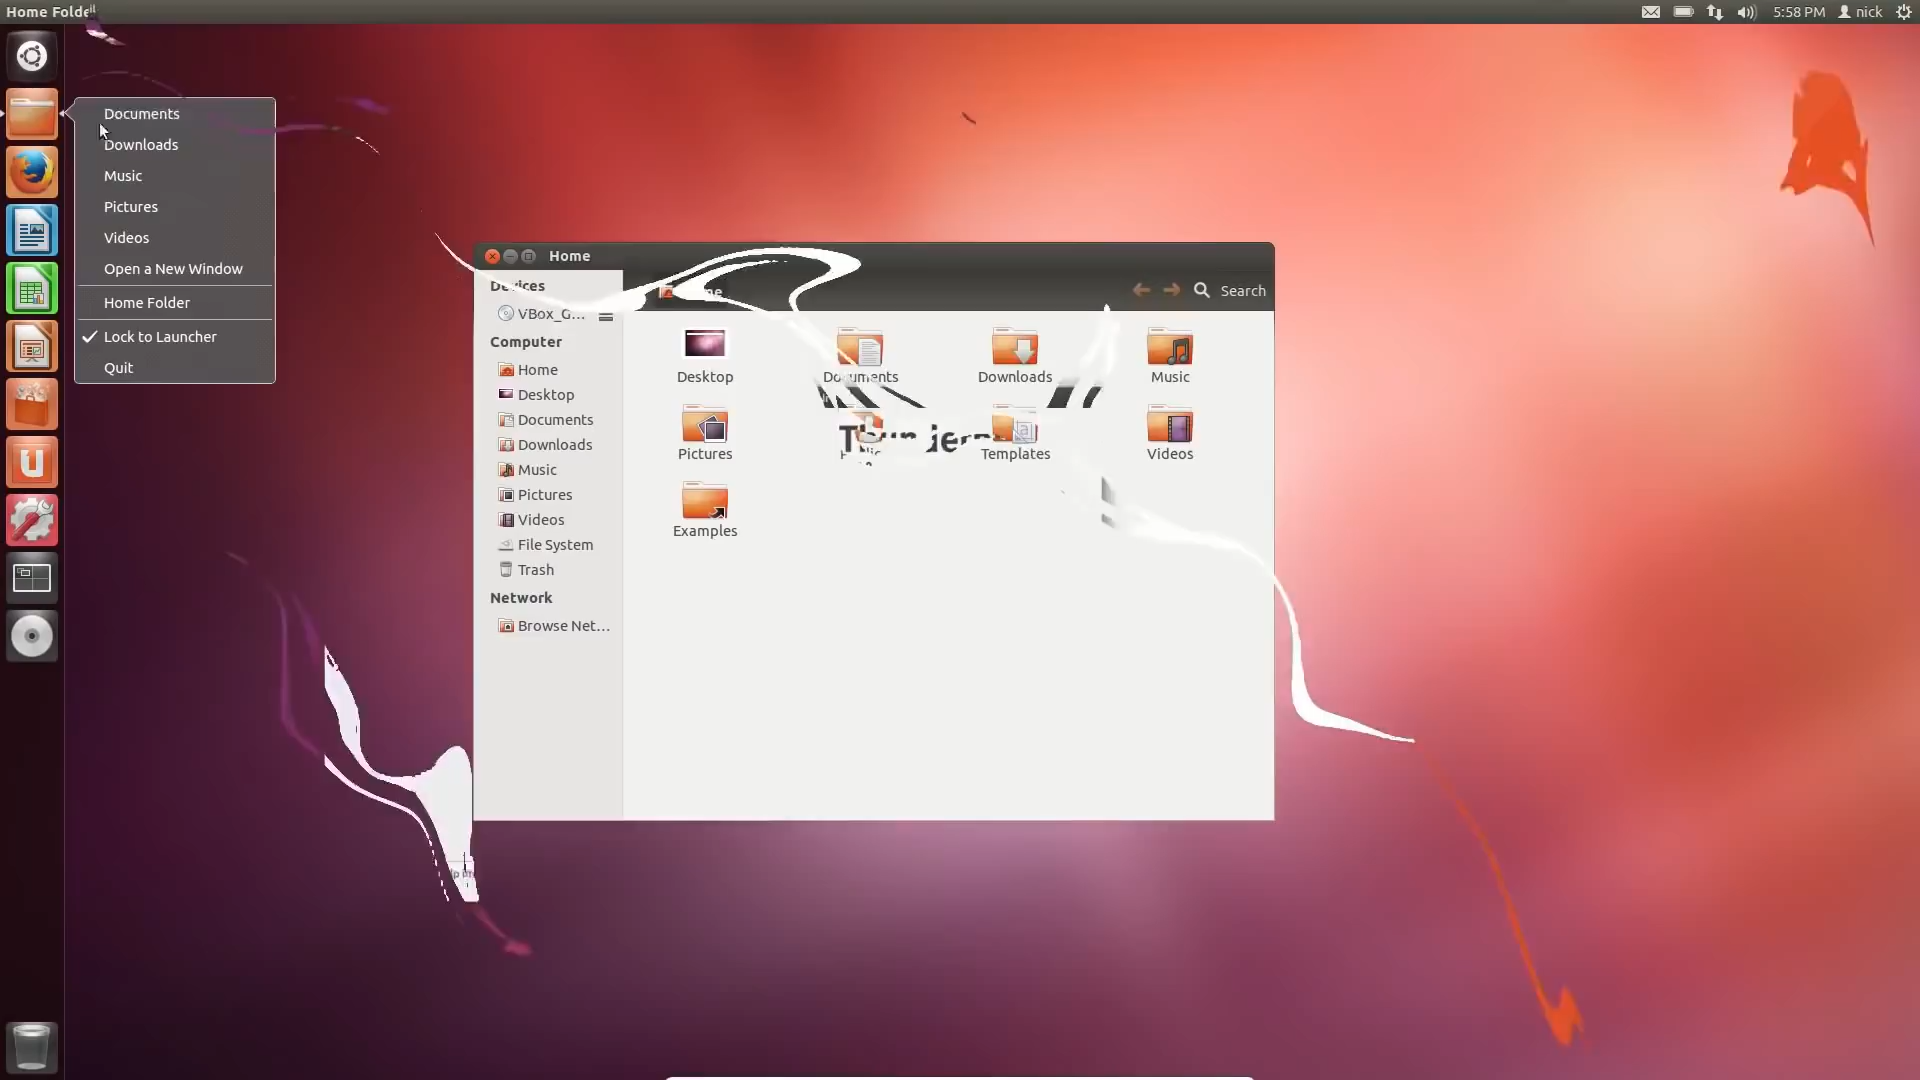 Home Folder
5:58 PM nick
Documents
Downloads
Music
Pictures
Videos
Open a New Window
Home Folder
Lock to Launcher
Quit
Home
Devices
VBox_G...
Computer
Home
Desktop
Documents
Downloads
Music
Pictures
Videos
File System
Trash
Network
Browse Net...
Search
Desktop
Documents
Downloads
Music
Pictures
Templates
Videos
Examples